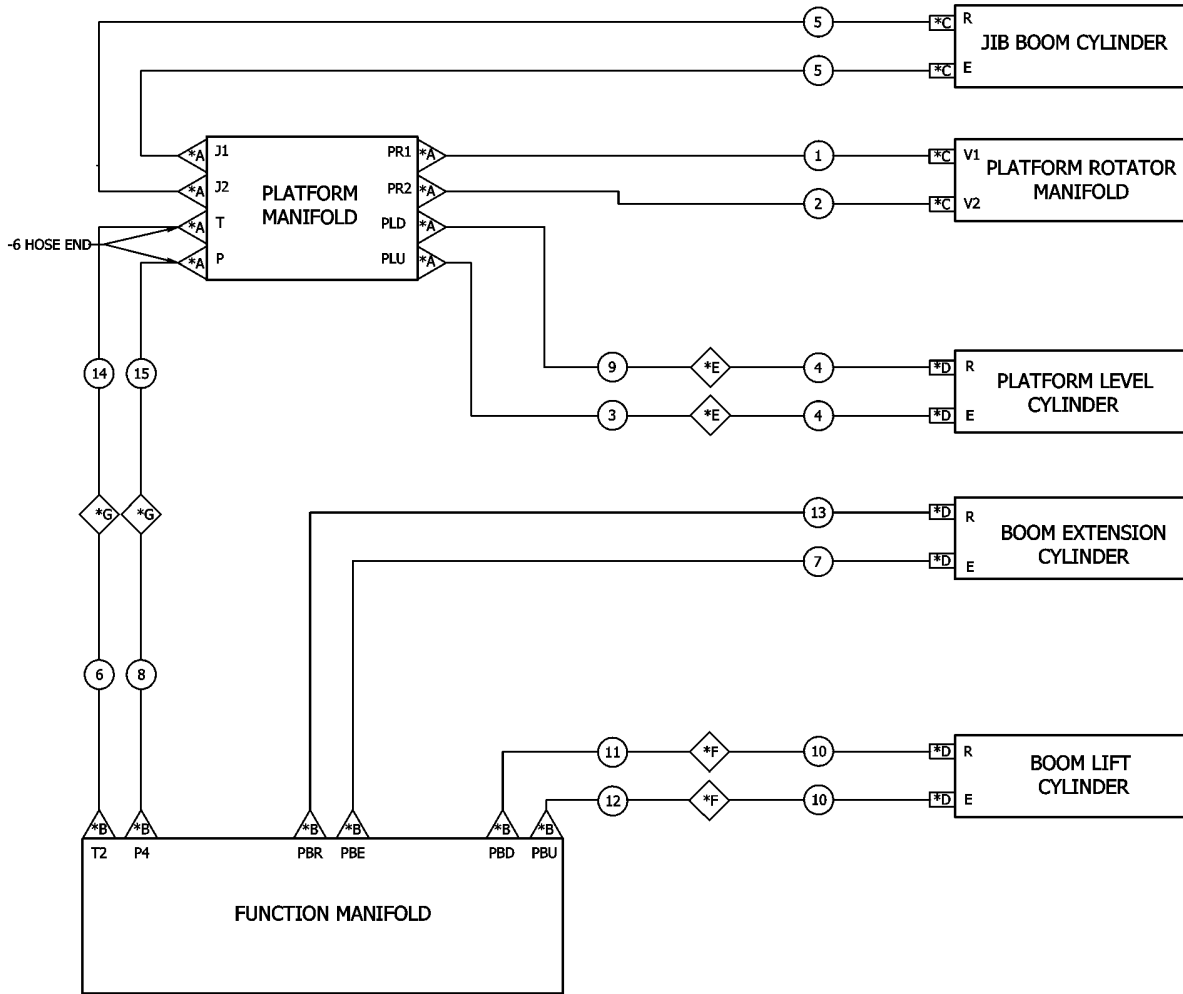 5 *C R
JIB BOOM CYLINDER
5 *C E
*A J1 PR1 *A 1 *C V1
*A J2 PR2 *A 2 *C V2
PLATFORM
MANIFOLD
PLATFORM ROTATOR
MANIFOLD
*A T PLD *A
-6 HOSE END
*A P PLU *A
14 15 9 *E 4 *D R
PLATFORM LEVEL
CYLINDER
3 *E 4 *D E
*G *G 13 *D R
BOOM EXTENSION
CYLINDER
7 *D E
6 8
11 *F 10 *D R
BOOM LIFT
CYLINDER
12 *F 10 *D E
*B *B *B *B *B *B
T2 P4 PBR PBE PBD PBU
FUNCTION MANIFOLD